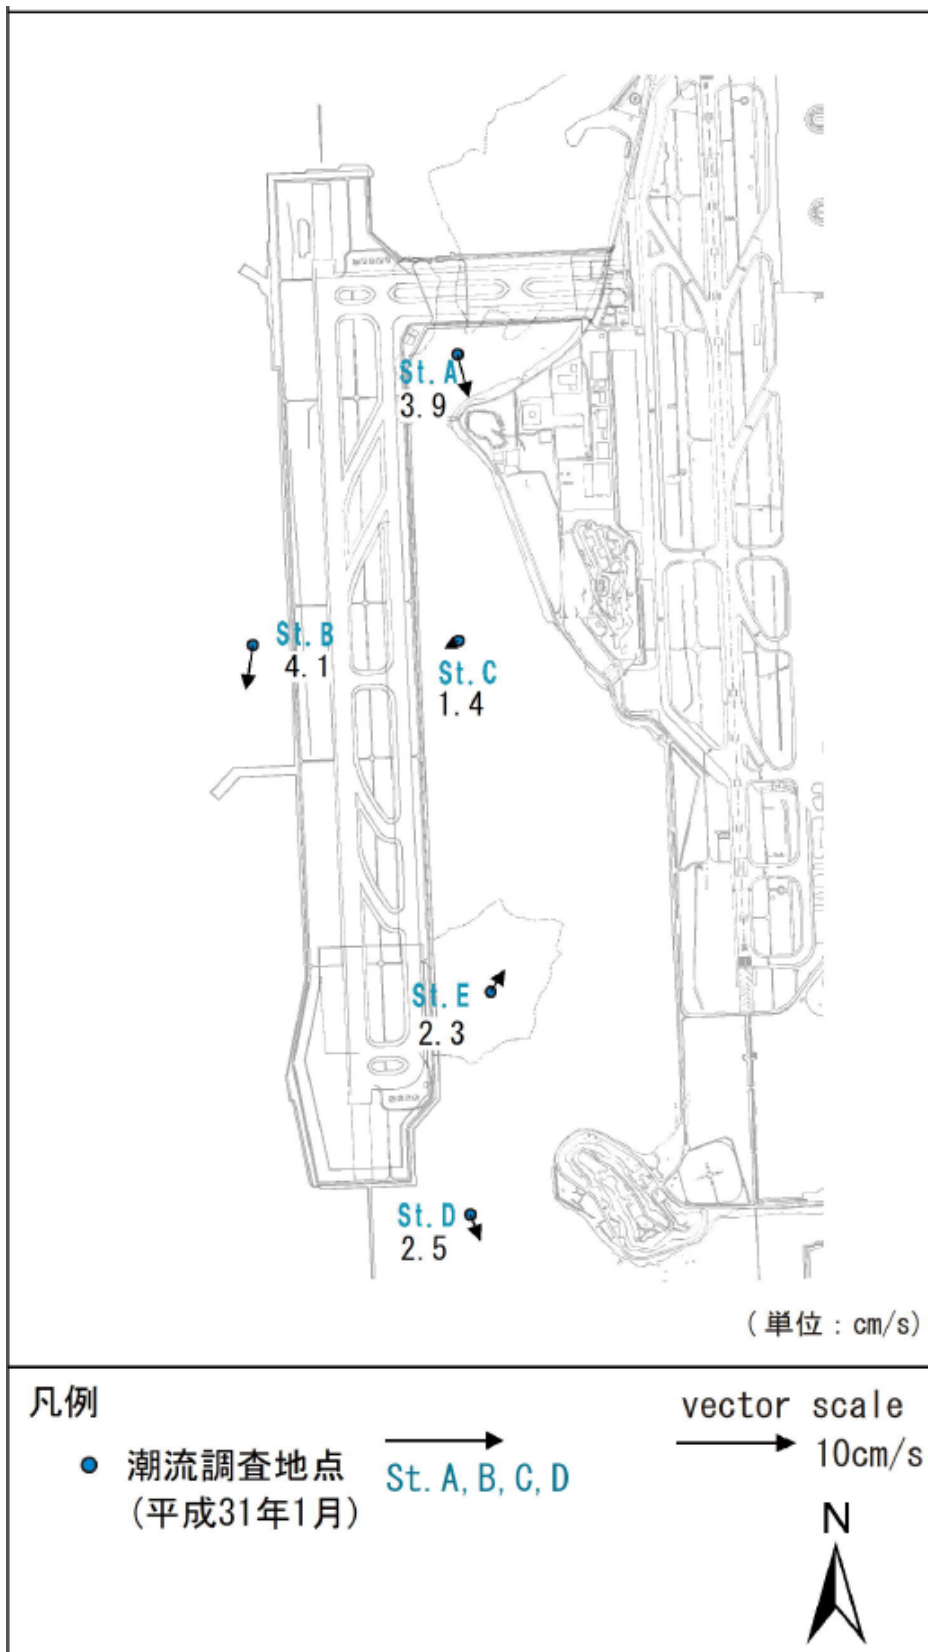 St. A
3.9
St. B
4.1
St. C
1.4
St. E
2.3
St. D
2.5
(単位：cm/s)
凡例
潮流調査地点
(平成31年1月)
St. A, B, C, D
vector scale
10cm/s
N